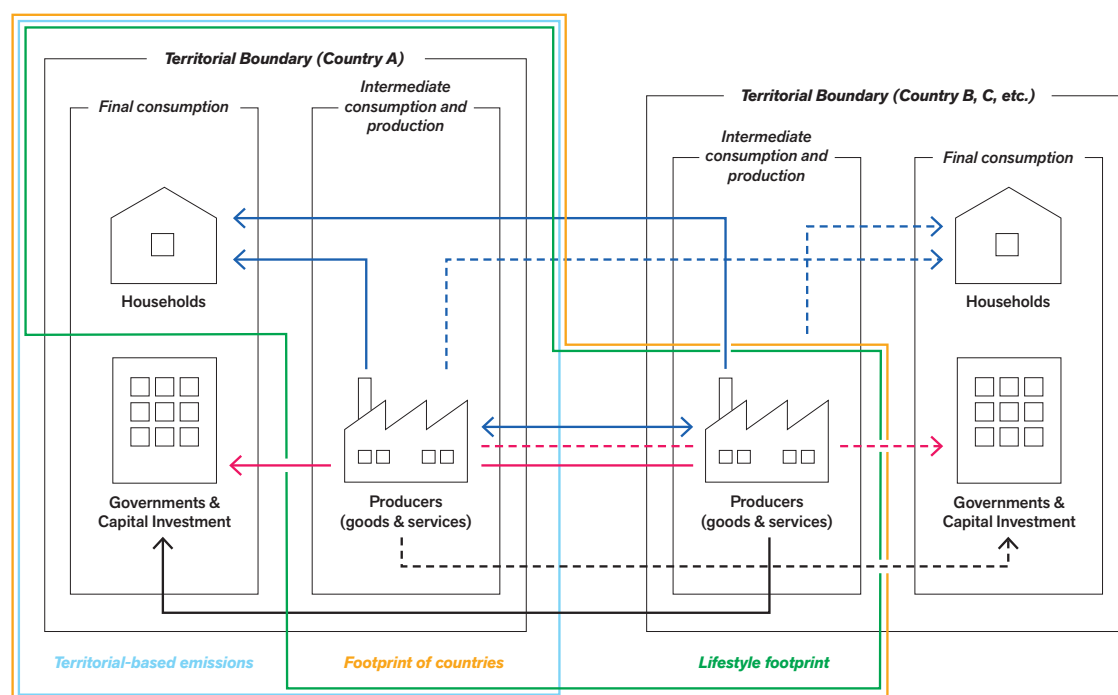 Territorial Boundary (Country A)
Final consumption
Intermediate
consumption and
production
Households
Governments &
Capital Investment
Producers
(goods & services)
Territorial Boundary (Country B, C, etc.)
Intermediate
consumption and
production
Final consumption
Households
Producers
(goods & services)
Governments &
Capital Investment
Territorial-based emissions
Footprint of countries
Lifestyle footprint